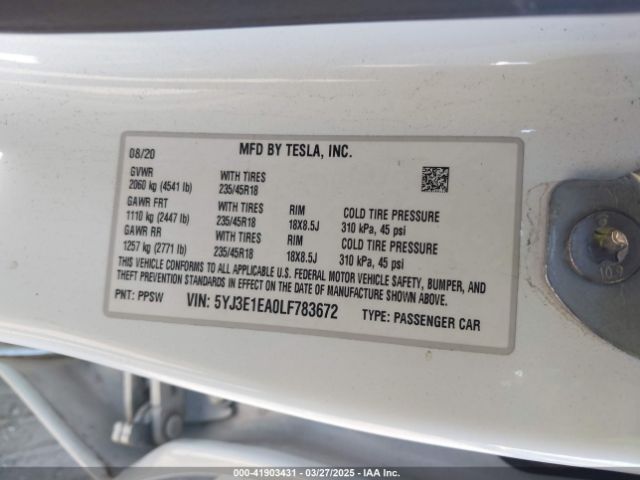 MFD BY TESLA, INC.
08/20
GVWR WITH TIRES
2060 kg (4541 lb) 235/45R18
GAWR FRT WITH TIRES RIM COLD TIRE PRESSURE
1110 kg (2447 lb) 235/45R18 18X8.5J 310 kPa, 45 psi
GAWR RR WITH TIRES RIM COLD TIRE PRESSURE
1257 kg (2771 lb) 235/45R18 18X8.5J 310 kPa, 45 psi
THIS VEHICLE CONFORMS TO ALL APPLICABLE U.S. FEDERAL MOTOR VEHICLE SAFETY, BUMPER, AND
THEFT PREVENTION STANDARDS IN EFFECT ON THE DATE OF MANUFACTURE SHOWN ABOVE.
PNT: PPSW VIN: 5YJ3E1EA0LF783672 TYPE: PASSENGER CAR
10.9
000-41903431 - 03/27/2025 - IAA Inc.